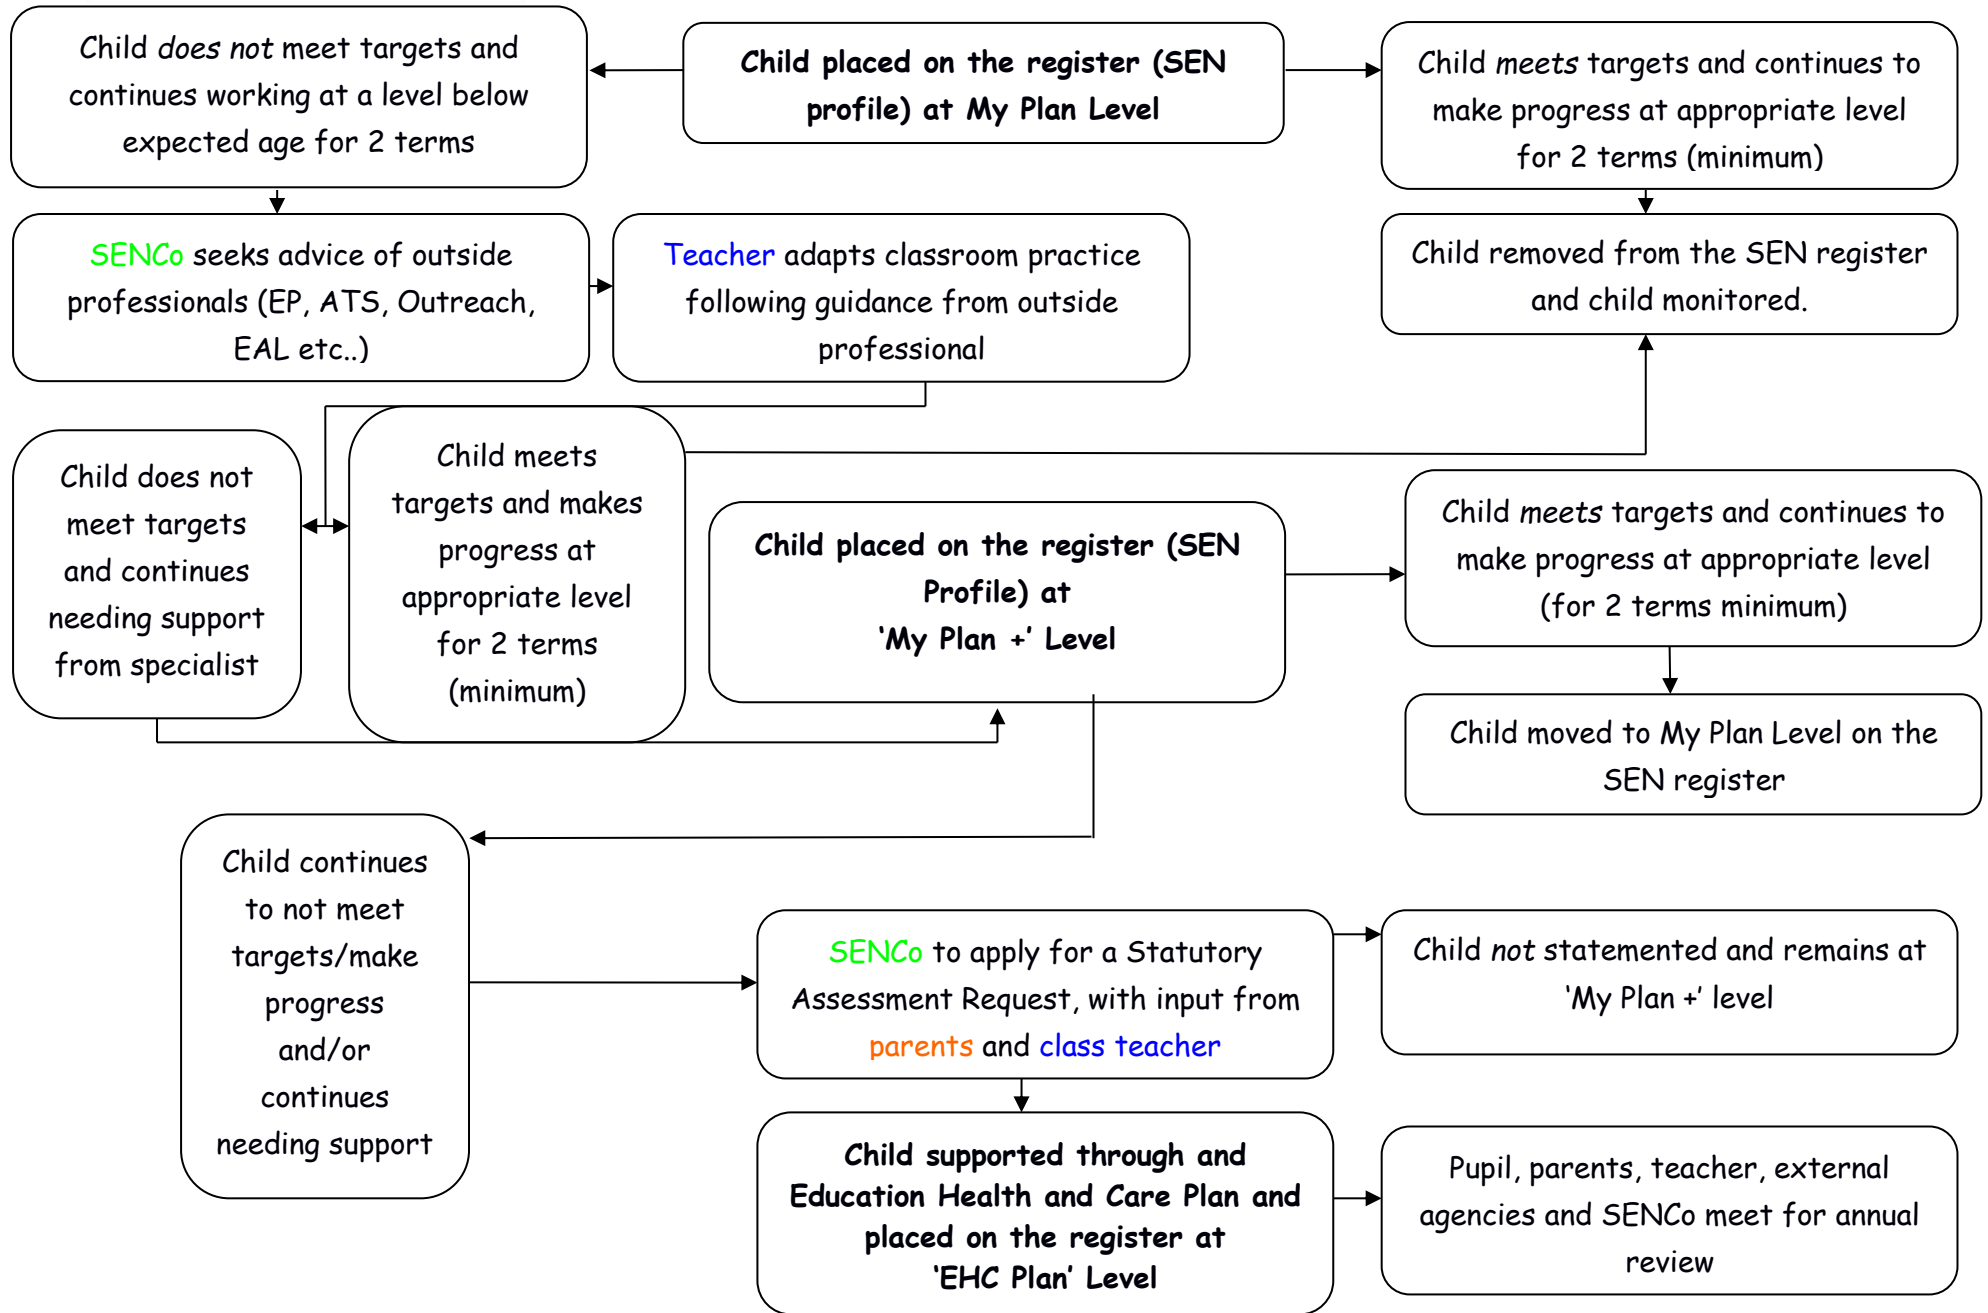 Child does not meet targets and
continues working at a level below
expected age for 2 terms
Child placed on the register (SEN
profile) at My Plan Level
Child meets targets and continues to
make progress at appropriate level
for 2 terms (minimum)
SENCo seeks advice of outside
professionals (EP, ATS, Outreach,
EAL etc..)
Teacher adapts classroom practice
following guidance from outside
professional
Child removed from the SEN register
and child monitored.
Child does not
meet targets
and continues
needing support
from specialist
Child meets
targets and makes
progress at
appropriate level
for 2 terms
(minimum)
Child placed on the register (SEN
Profile) at
‘My Plan +’ Level
Child meets targets and continues to
make progress at appropriate level
(for 2 terms minimum)
Child moved to My Plan Level on the
SEN register
Child continues
to not meet
targets/make
progress
and/or
continues
needing support
SENCo to apply for a Statutory
Assessment Request, with input from
parents and class teacher
Child not statemented and remains at
‘My Plan +’ level
Child supported through and
Education Health and Care Plan and
placed on the register at
‘EHC Plan’ Level
Pupil, parents, teacher, external
agencies and SENCo meet for annual
review